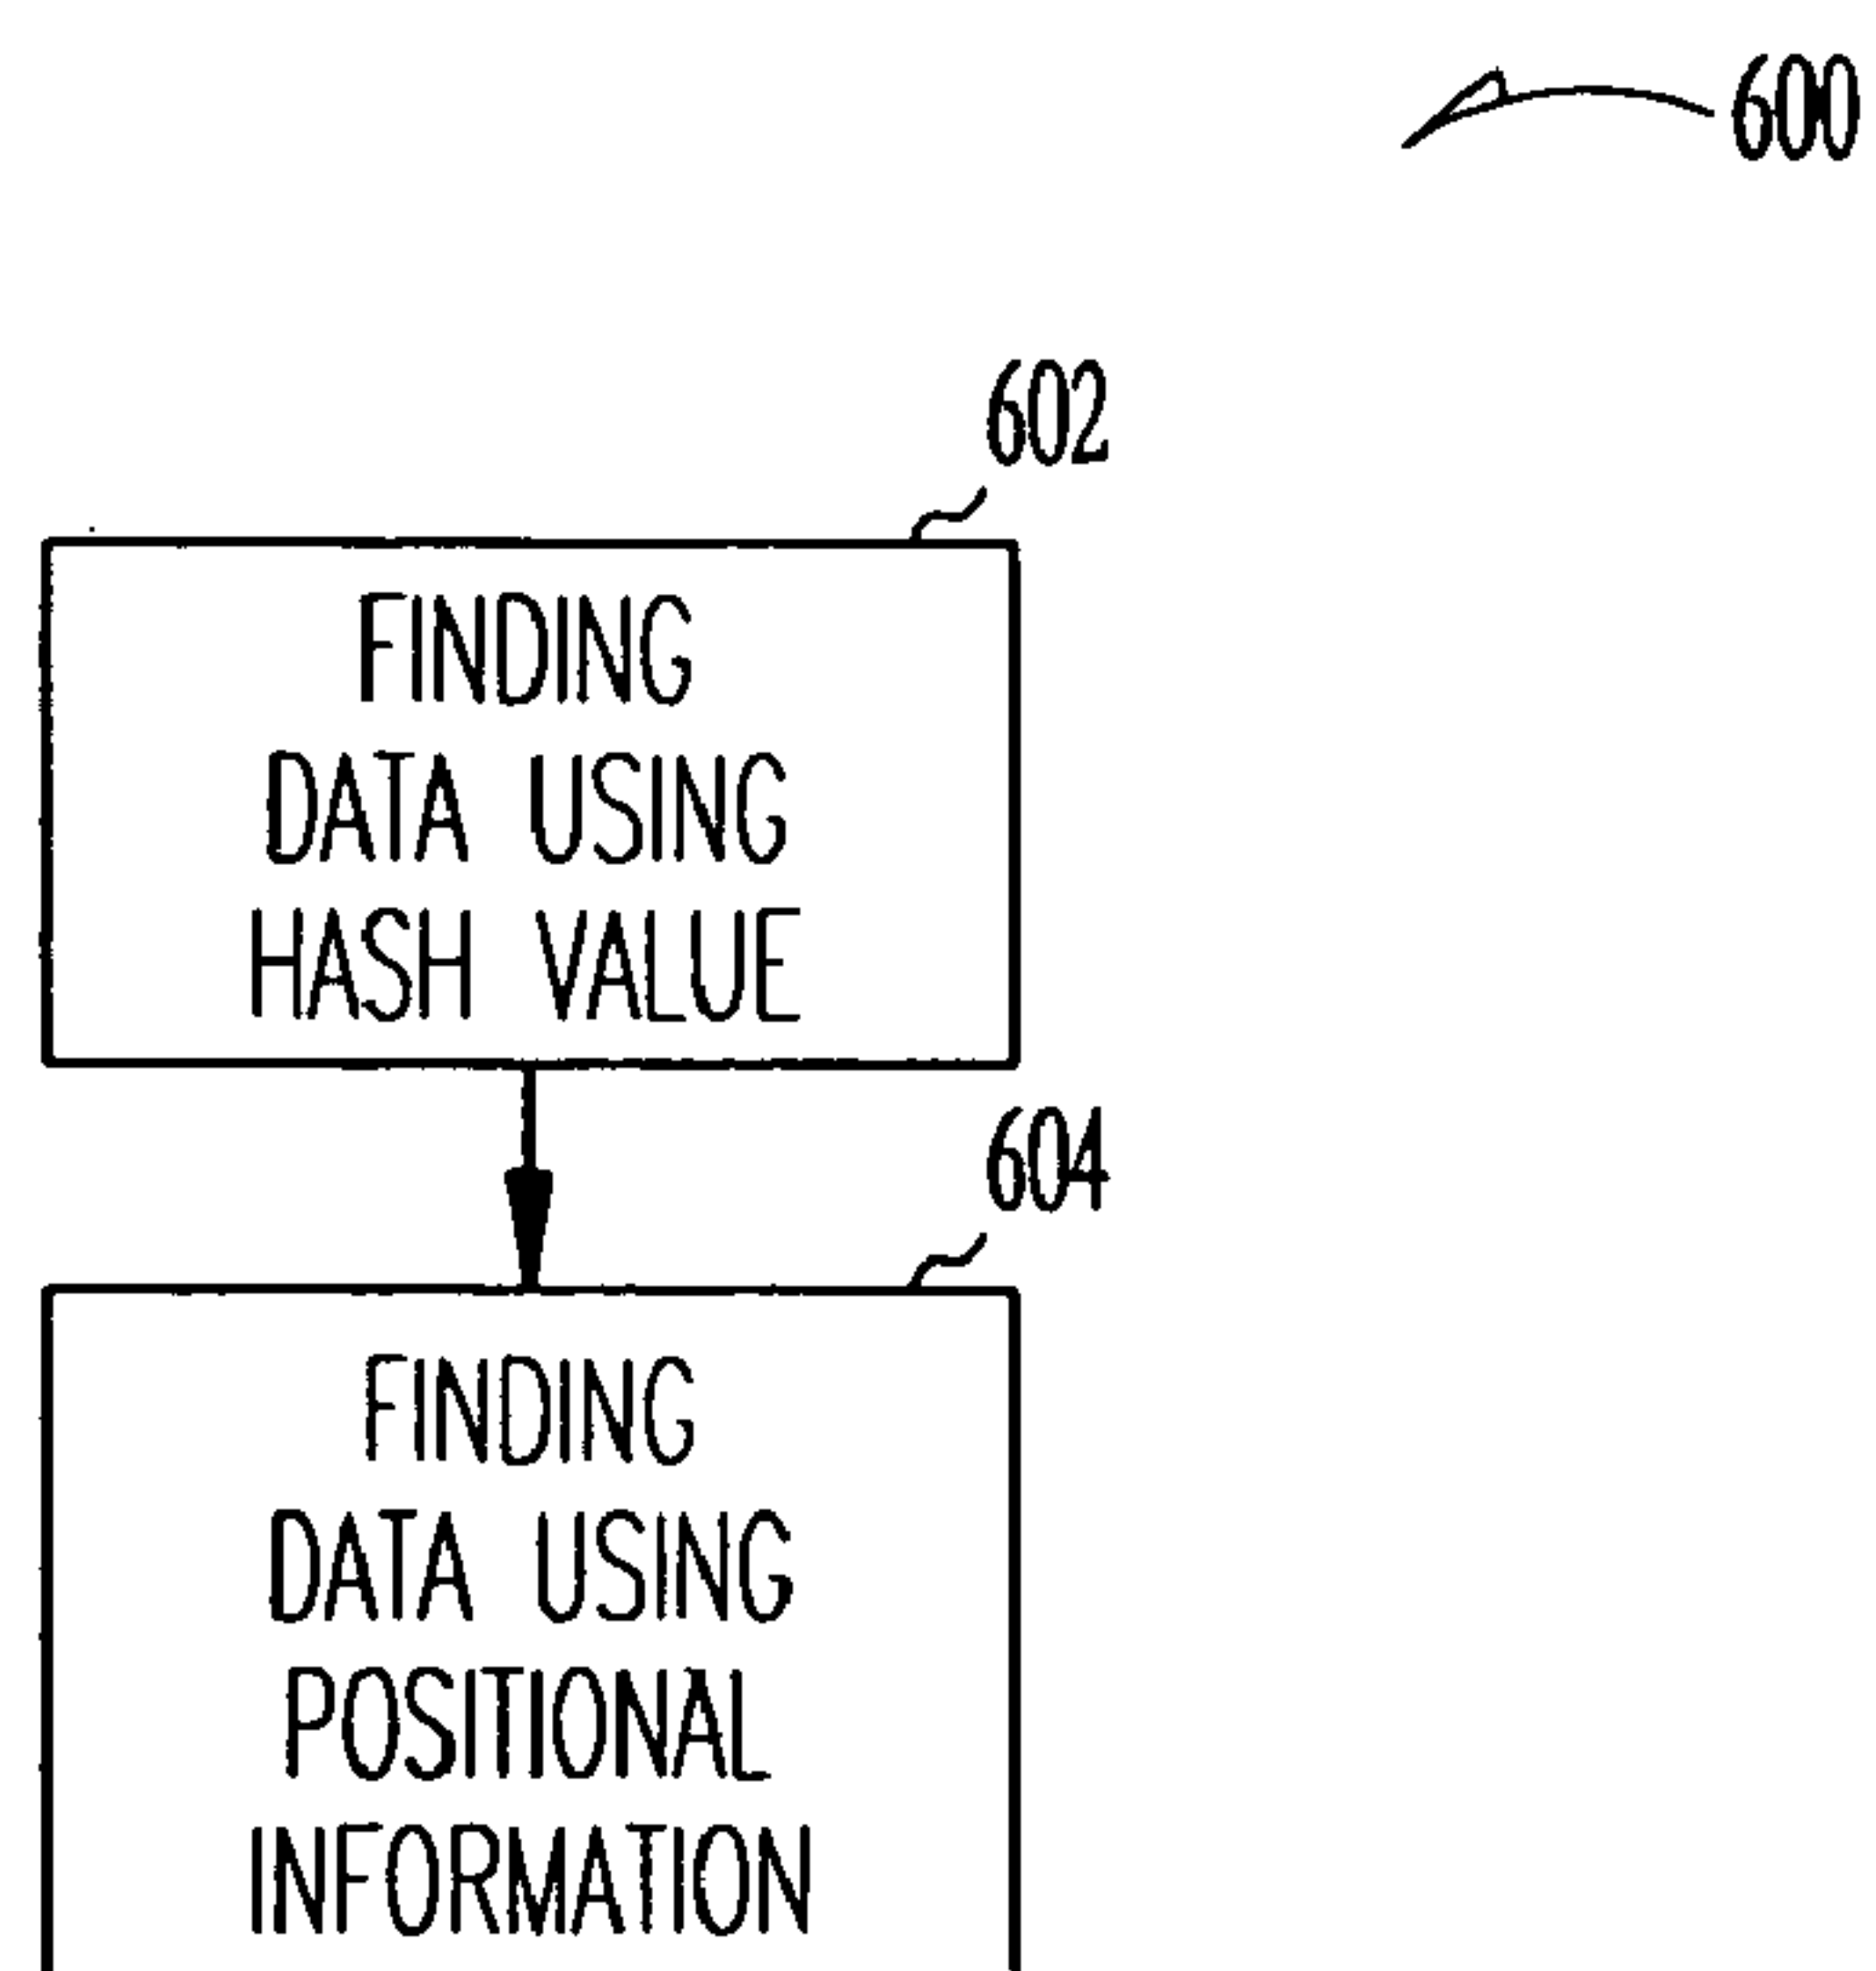 600
602
FINDING
DATA USING
HASH VALUE
604
FINDING
DATA USING
POSITIONAL
INFORMATION